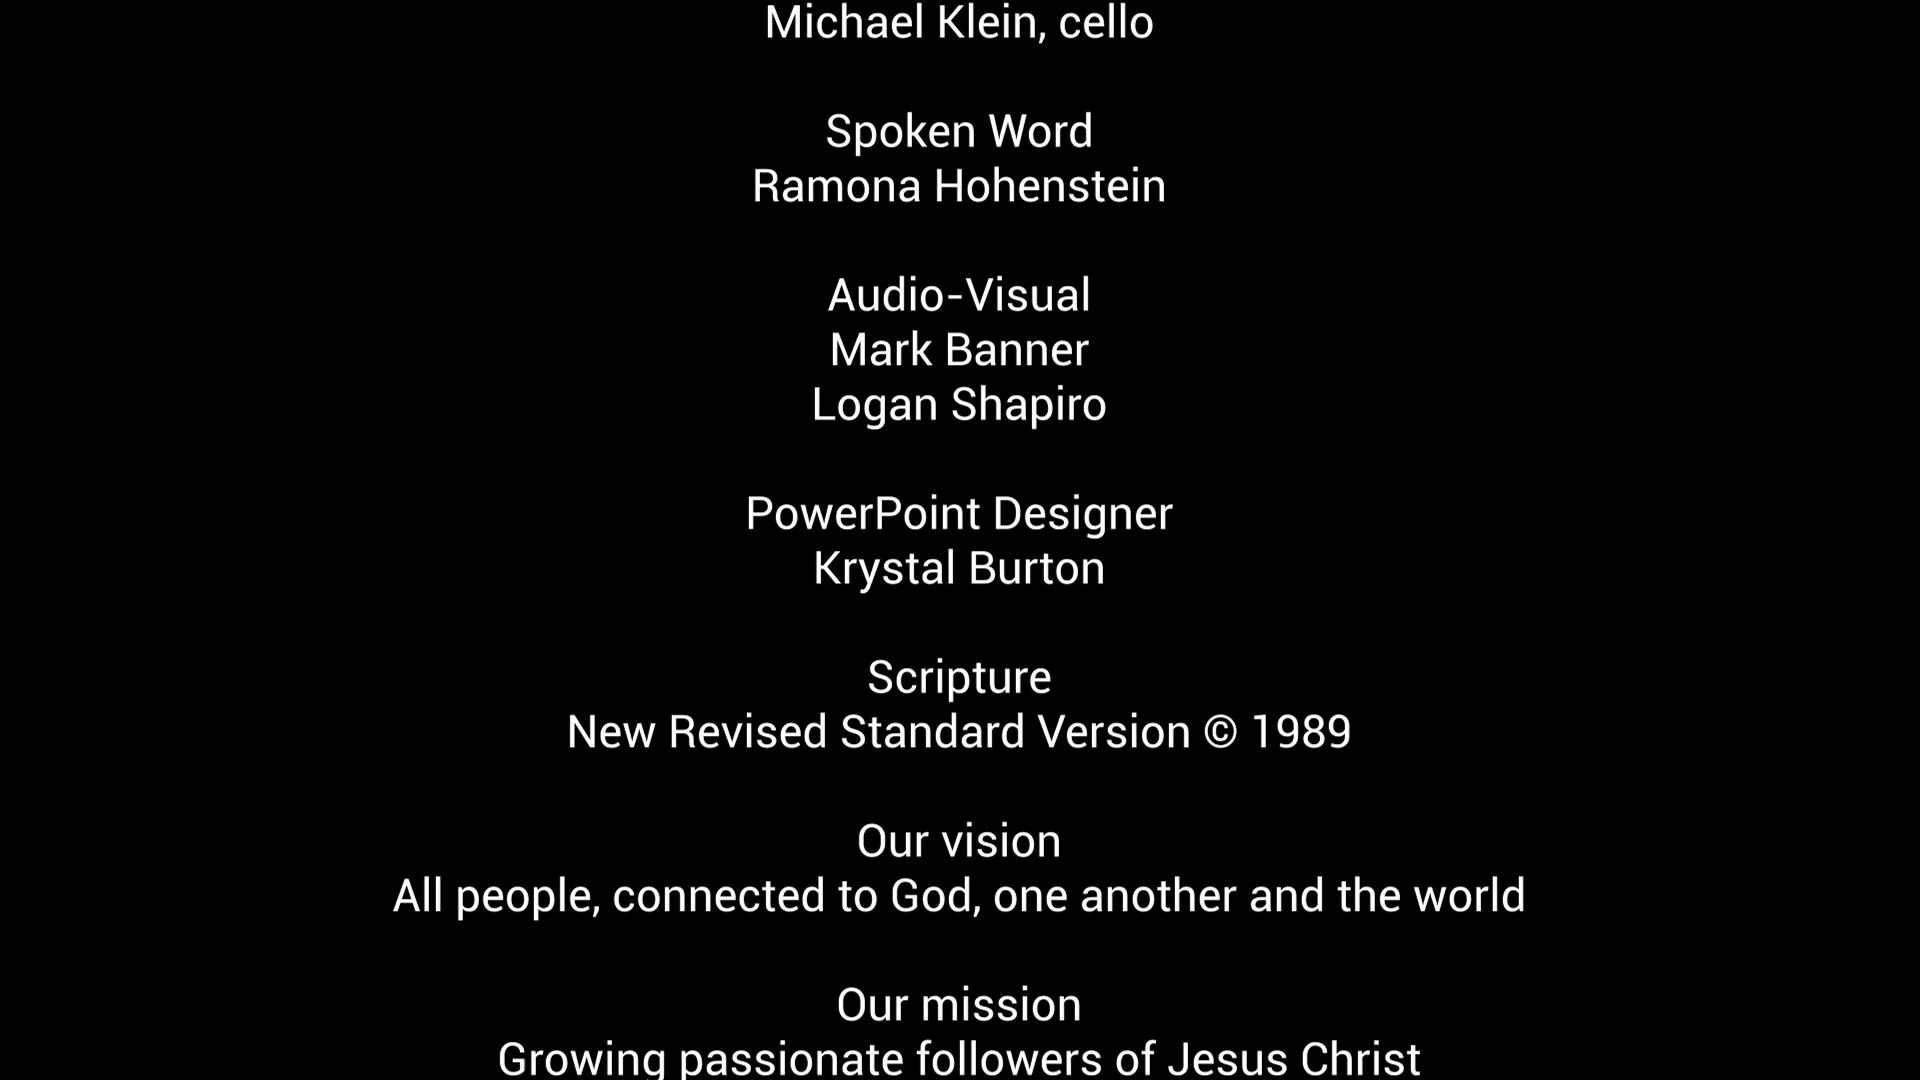 Michael Klein, cello
Spoken Word
Ramona Hohenstein
Audio-Visual
Mark Banner
Logan Shapiro
PowerPoint Designer
Krystal Burton
Scripture
New Revised Standard Version © 1989
Our vision
All people, connected to God, one another and the world
Our mission
Growing passionate followers of Jesus Christ